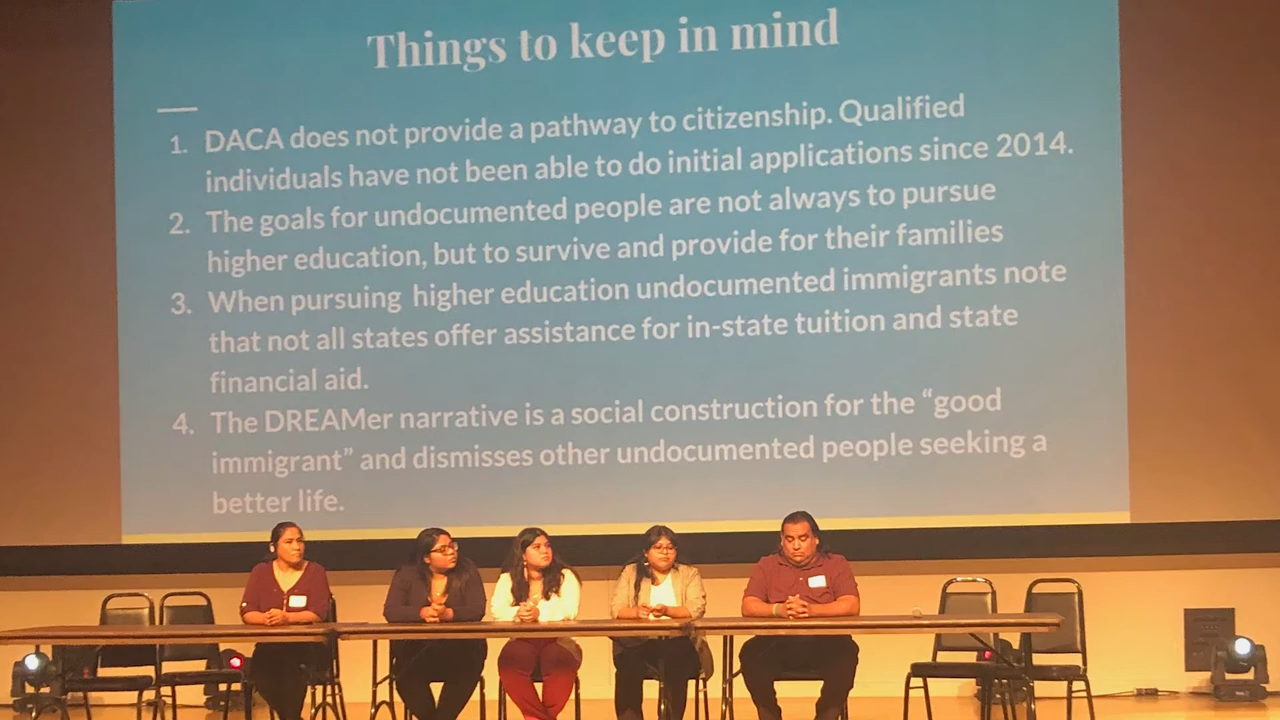 Things to keep in mind
1. DACA does not provide a pathway to citizenship. Qualified
individuals have not been able to do initial applications since 2014.
2. The goals for undocumented people are not always to pursue
higher education, but to survive and provide for their families
3. When pursuing higher education undocumented immigrants note
that not all states offer assistance for in-state tuition and state
financial aid.
4. The DREAMer narrative is a social construction for the “good
immigrant” and dismisses other undocumented people seeking a
better life.